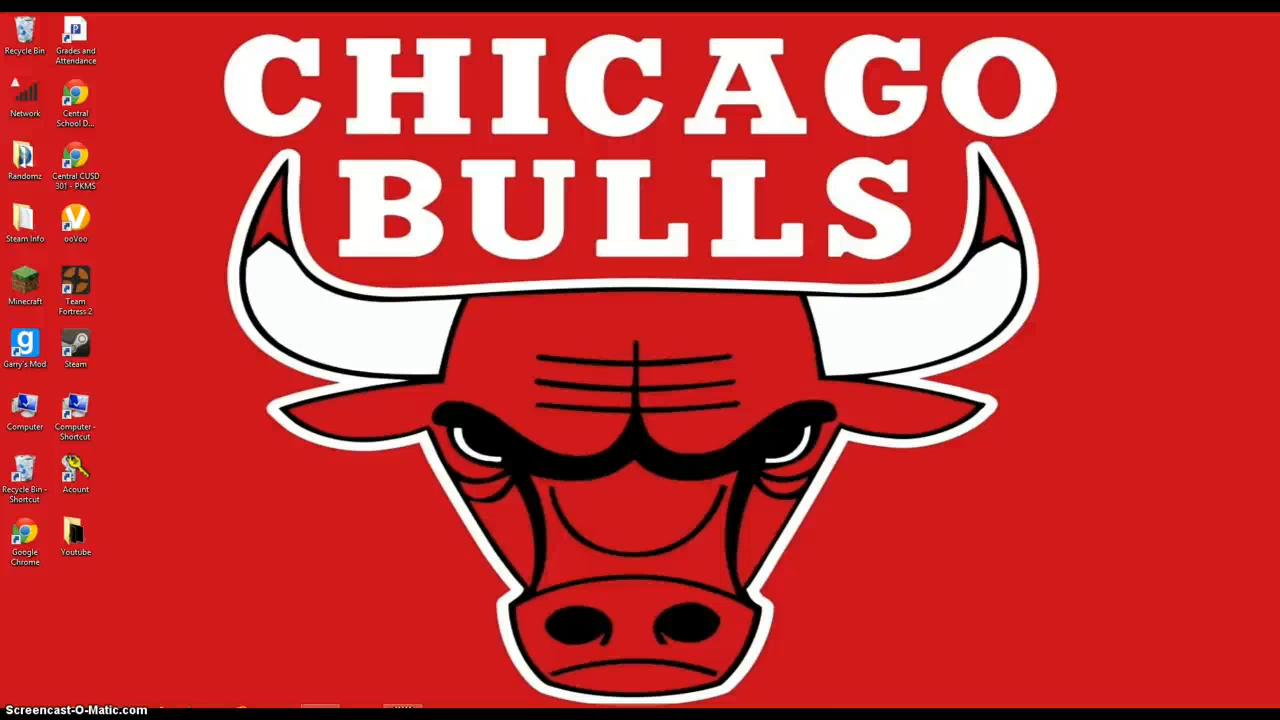 CHICAGO
BULLS
Recycle Bin
Grades and
Attendance
Network
Central
School D...
Randomz
Central CUSD
301 - PKMS
Steam Info
ooVoo
Minecraft
Team
Fortress 2
Garry's Mod
Steam
Computer
Computer -
Shortcut
Recycle Bin -
Shortcut
Acount
Google
Chrome
Youtube
Screencast-O-Matic.com